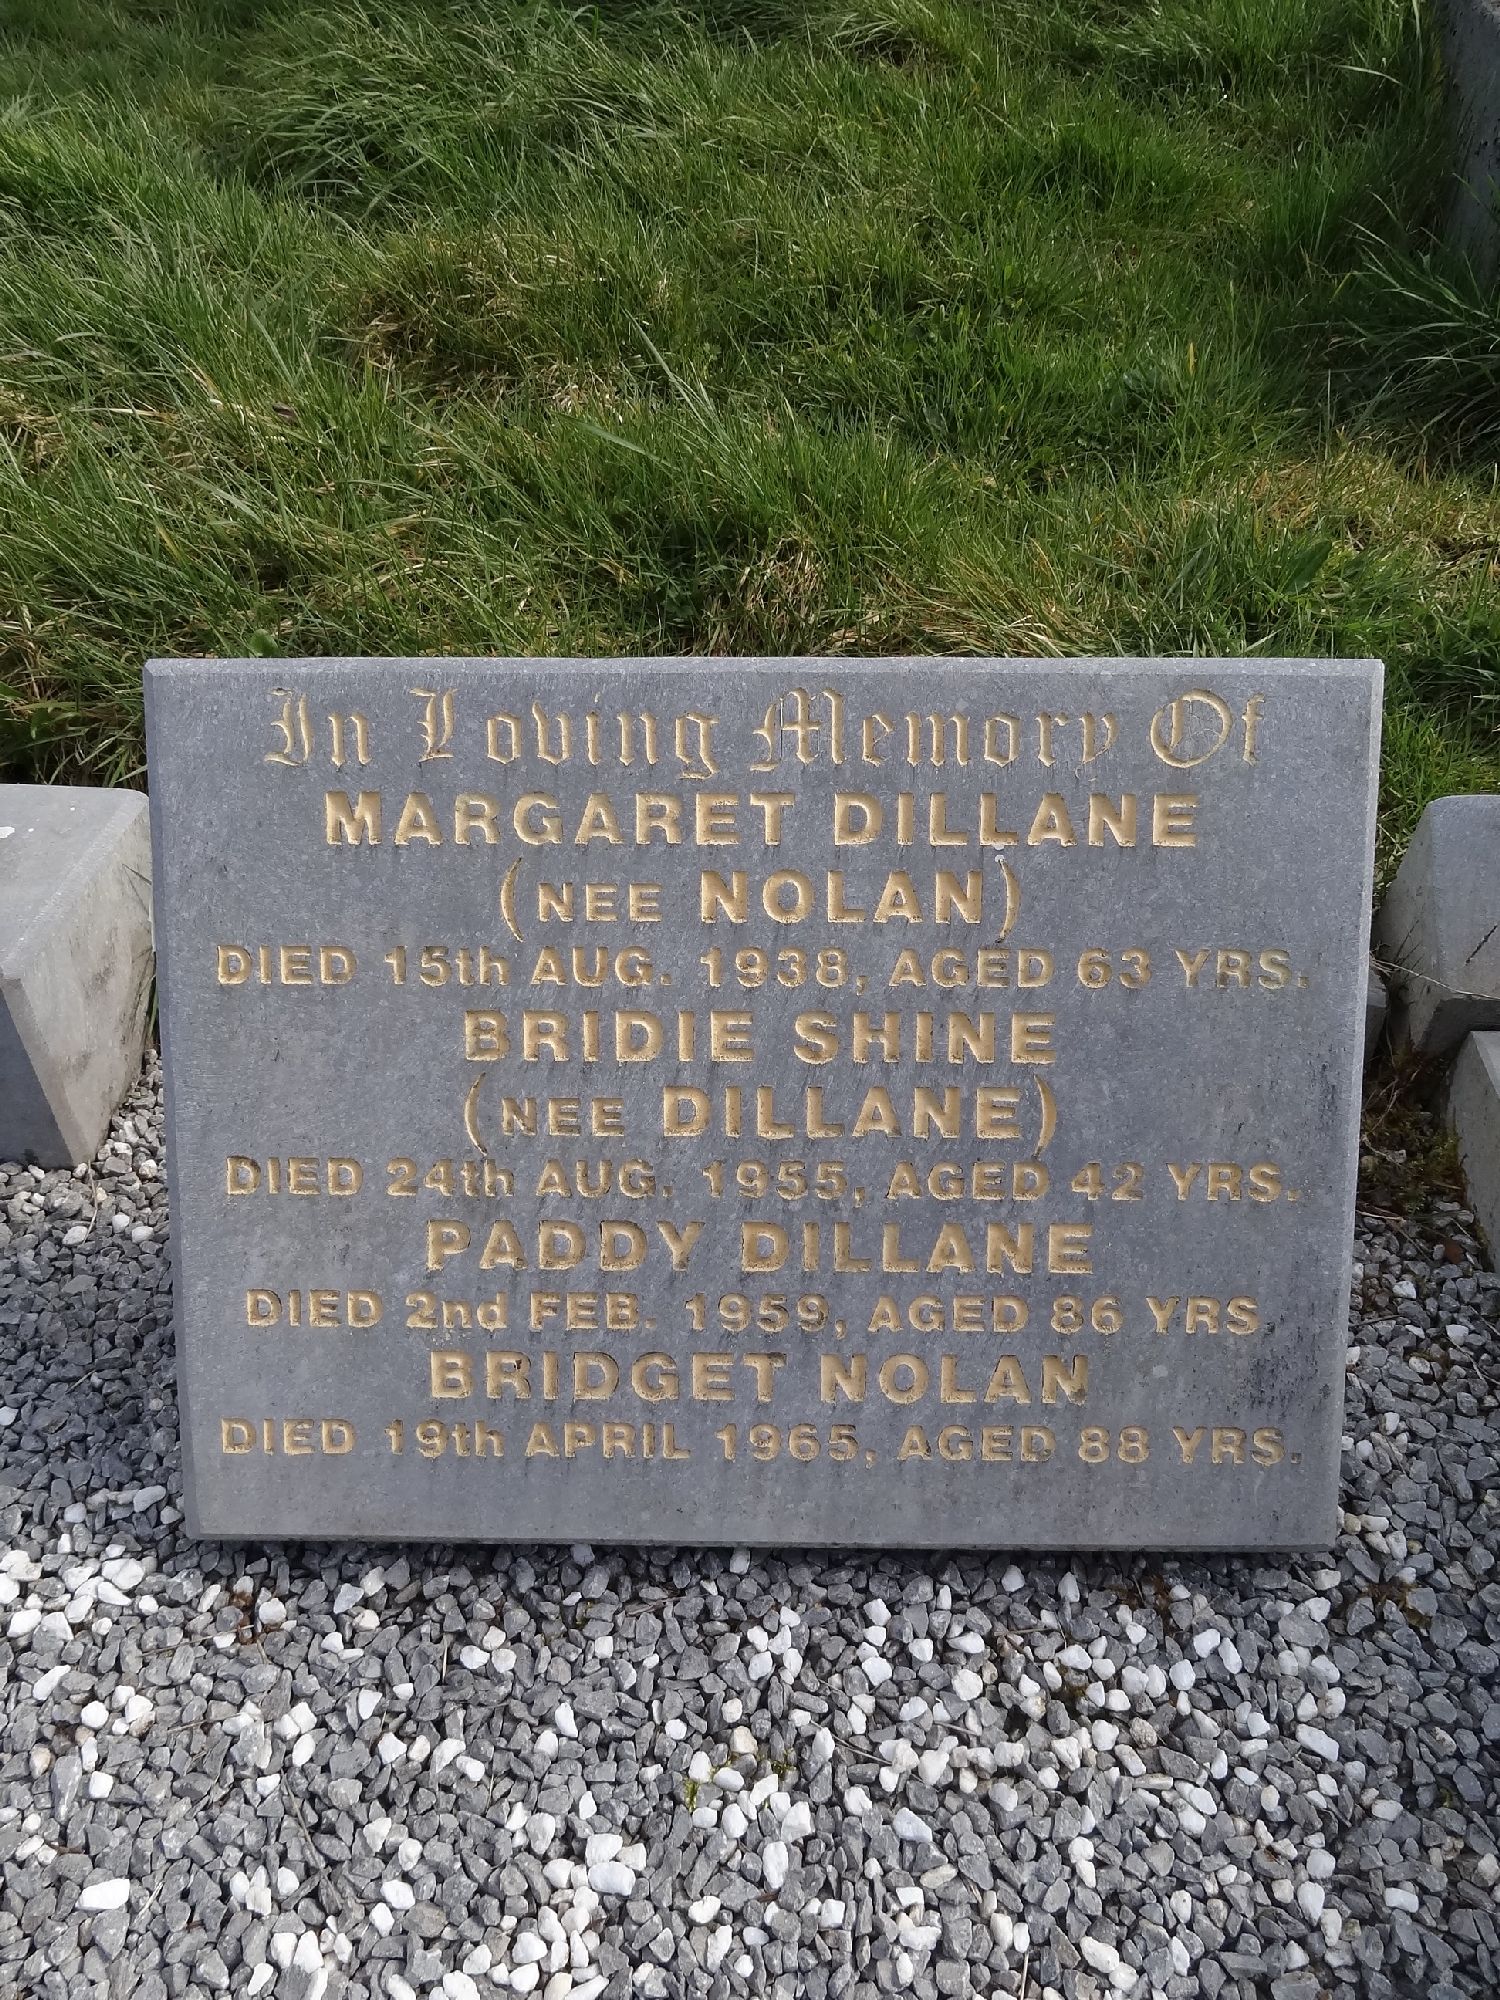 In Loving Memory Of
MARGARET DILLANE
(NEE NOLAN)
DIED 15th AUG. 1938, AGED 63 YRS.
BRIDIE SHINE
(NEE DILLANE)
DIED 24th AUG. 1955, AGED 42 YRS.
PADDY DILLANE
DIED 2nd FEB. 1959, AGED 86 YRS
BRIDGET NOLAN
DIED 19th APRIL 1965, AGED 88 YRS.